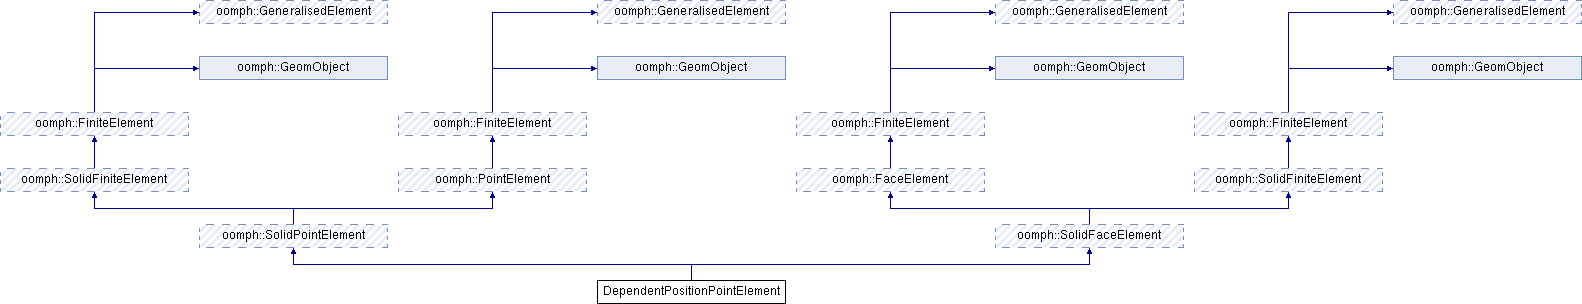 oomph::GeneralisedElement
oomph::GeneralisedElement
oomph::GeneralisedElement
oomph::GeneralisedElement
oomph::GeomObject
oomph::GeomObject
oomph::GeomObject
oomph::GeomObject
oomph::FiniteElement
oomph::FiniteElement
oomph::FiniteElement
oomph::FiniteElement
oomph::SolidFiniteElement
oomph::PointElement
oomph::FaceElement
oomph::SolidFiniteElement
oomph::SolidPointElement
oomph::SolidFaceElement
DependentPositionPointElement